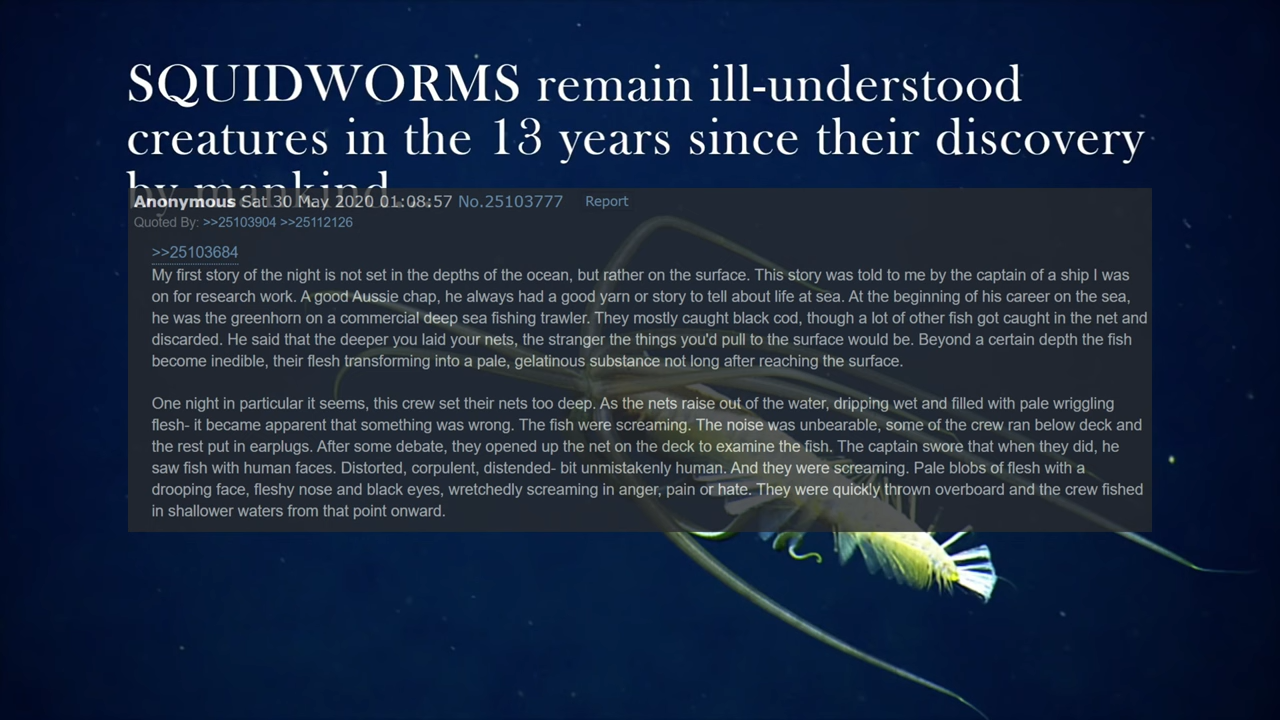 SQUIDWORMS remain ill-understood
creatures in the 13 years since their discovery
by mankind.
Anonymous Sat 30 May 2020 01:08:57 No.25103777 Report
Quoted By: >>25103904 >>25112126
>>25103684
My first story of the night is not set in the depths of the ocean, but rather on the surface. This story was told to me by the captain of a ship I was
on for research work. A good Aussie chap, he always had a good yarn or story to tell about life at sea. At the beginning of his career on the sea,
he was the greenhorn on a commercial deep sea fishing trawler. They mostly caught black cod, though a lot of other fish got caught in the net and
discarded. He said that the deeper you laid your nets, the stranger the things you'd pull to the surface would be. Beyond a certain depth the fish
become inedible, their flesh transforming into a pale, gelatinous substance not long after reaching the surface.
One night in particular it seems, this crew set their nets too deep. As the nets raise out of the water, dripping wet and filled with pale wriggling
flesh- it became apparent that something was wrong. The fish were screaming. The noise was unbearable, some of the crew ran below deck and
the rest put in earplugs. After some debate, they opened up the net on the deck to examine the fish. The captain swore that when they did, he
saw fish with human faces. Distorted, corpulent, distended- bit unmistakenly human. And they were screaming. Pale blobs of flesh with a
drooping face, fleshy nose and black eyes, wretchedly screaming in anger, pain or hate. They were quickly thrown overboard and the crew fished
in shallower waters from that point onward.